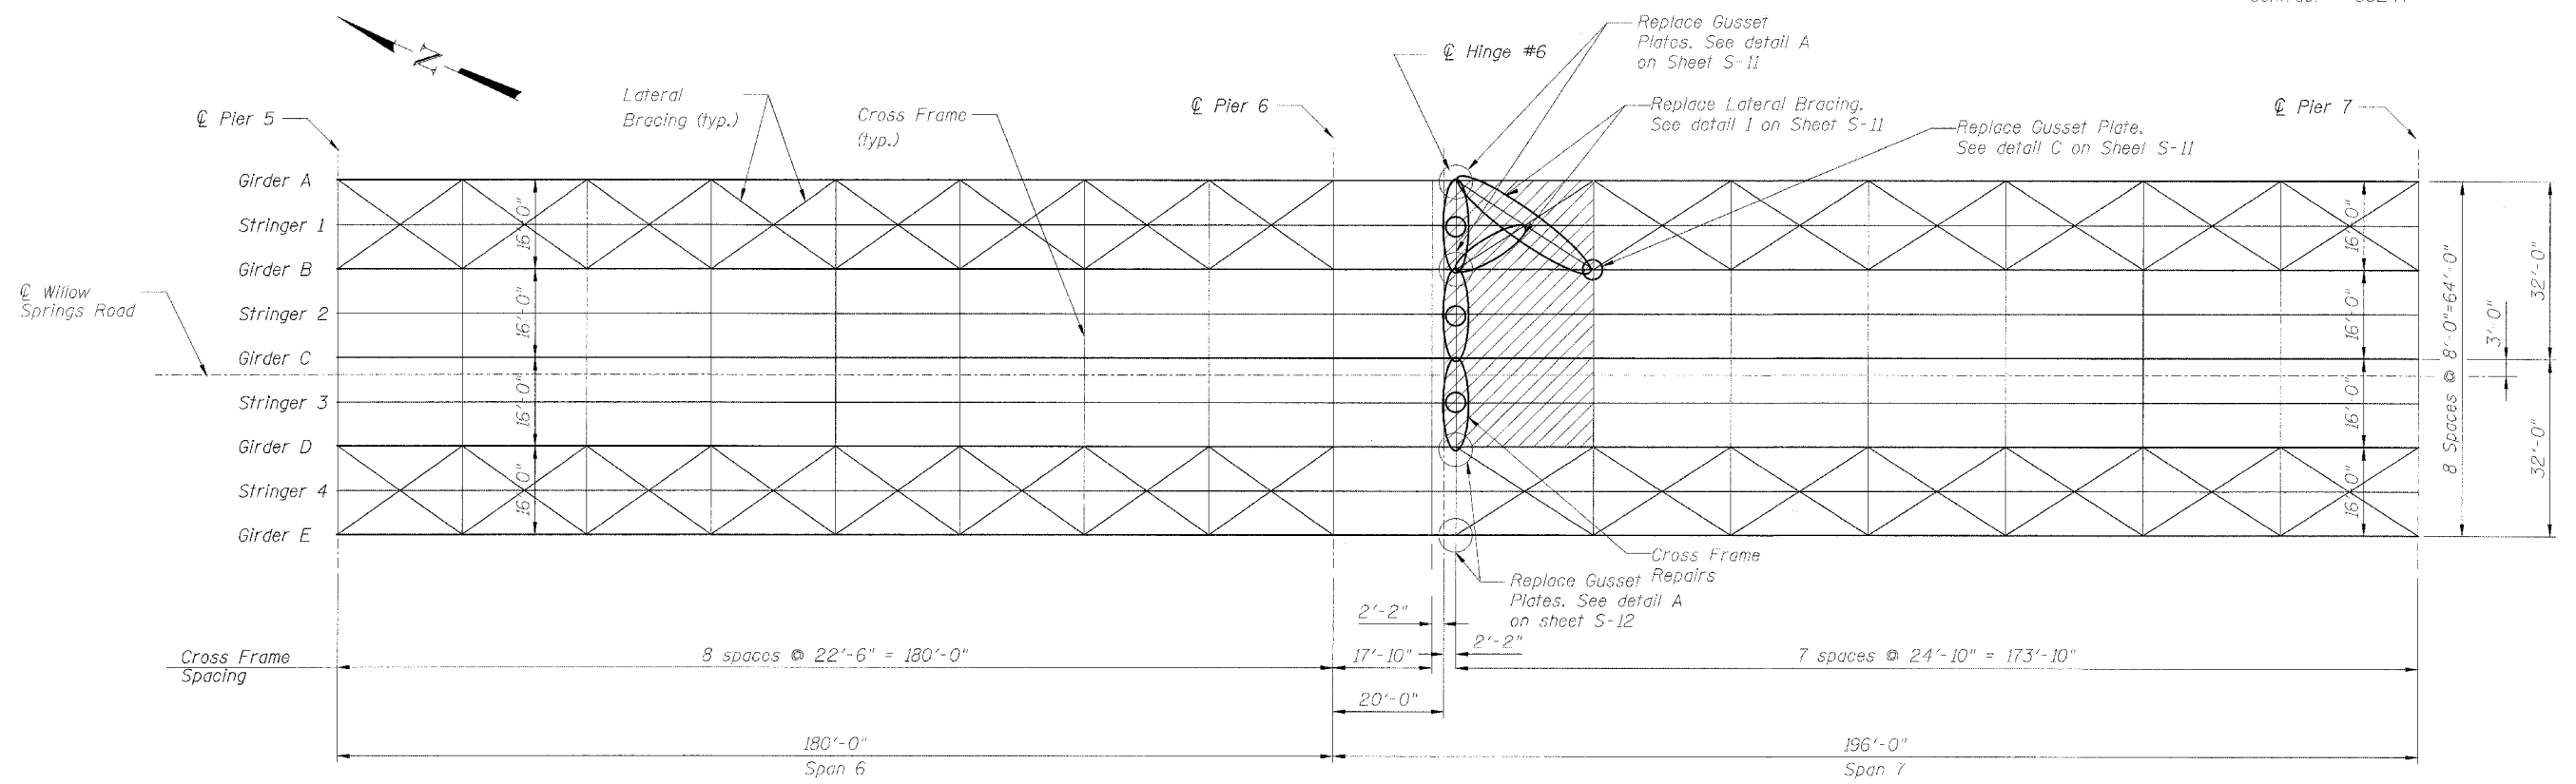 Replace Gusset
Plates. See detail A
on Sheet S-11
℄ Hinge #6
N
Lateral
Bracing (typ.)
Cross Frame
(typ.)
℄ Pier 5
℄ Pier 6
Replace Lateral Bracing.
See detail 1 on Sheet S-11
Replace Gusset Plate.
See detail C on Sheet S-11
℄ Pier 7
Girder A
Stringer 1
Girder B
Stringer 2
Girder C
Stringer 3
Girder D
Stringer 4
Girder E
℄ Willow
Springs Road
16'-0"
16'-0"
16'-0"
16'-0"
16'-0"
16'-0"
16'-0"
16'-0"
8 Spaces @ 8'-0"=64'-0"
32'-0"
3'-0"
32'-0"
Cross Frame
Repairs
Replace Gusset
Plates. See detail A
on sheet S-12
2'-2"
2'-2"
Cross Frame
Spacing
8 spaces @ 22'-6" = 180'-0"
17'-10"
7 spaces @ 24'-10" = 173'-10"
20'-0"
180'-0"
Span 6
196'-0"
Span 7